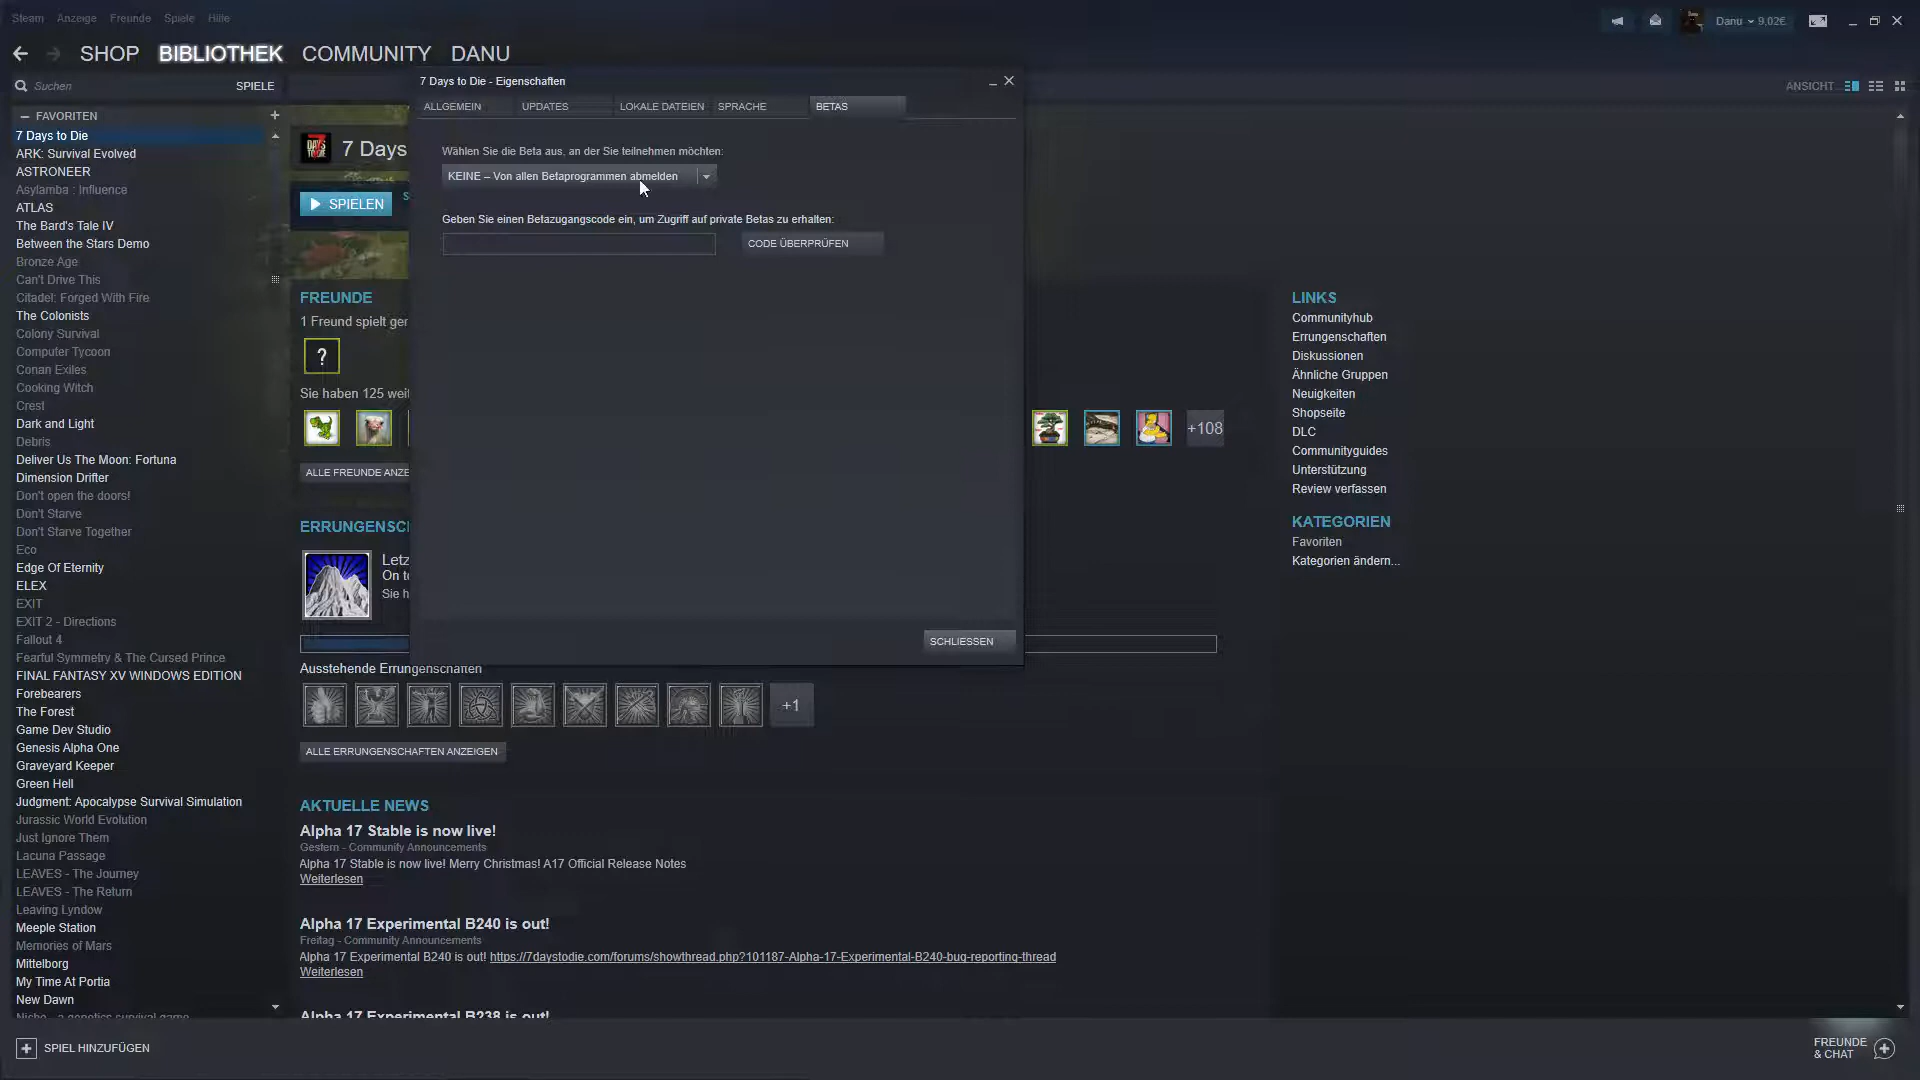 Steam Anzeige Freunde Spiele Hilfe
Danu 9,02€
SHOP BIBLIOTHEK COMMUNITY DANU
Suchen
SPIELE
ANSICHT
FAVORITEN
7 Days to Die
ARK: Survival Evolved
ASTRONEER
Asylamba : Influence
ATLAS
The Bard's Tale IV
Between the Stars Demo
Bronze Age
Can't Drive This
Citadel: Forged With Fire
The Colonists
Colony Survival
Computer Tycoon
Conan Exiles
Cooking Witch
Crest
Dark and Light
Debris
Deliver Us The Moon: Fortuna
Dimension Drifter
Don't open the doors!
Don't Starve
Don't Starve Together
Eco
Edge Of Eternity
ELEX
EXIT
EXIT 2 - Directions
Fallout 4
Fearful Symmetry & The Cursed Prince
FINAL FANTASY XV WINDOWS EDITION
Forebearers
The Forest
Game Dev Studio
Genesis Alpha One
Graveyard Keeper
Green Hell
Judgment: Apocalypse Survival Simulation
Jurassic World Evolution
Just Ignore Them
Lacuna Passage
LEAVES - The Journey
LEAVES - The Return
Leaving Lyndow
Meeple Station
Memories of Mars
Mittelborg
My Time At Portia
New Dawn
SPIEL HINZUFÜGEN
7 Days
SPIELEN
FREUNDE
1 Freund spielt ger
?
Sie haben 125 weit
+108
ALLE FREUNDE ANZE
ERRUNGENSC
Letz
On to
Sie h
Ausstehende Errungenschaften
+1
ALLE ERRUNGENSCHAFTEN ANZEIGEN
AKTUELLE NEWS
Alpha 17 Stable is now live!
Gestern - Community Announcements
Alpha 17 Stable is now live! Merry Christmas! A17 Official Release Notes
Weiterlesen
Alpha 17 Experimental B240 is out!
Freitag - Community Announcements
Alpha 17 Experimental B240 is out! https://7daystodie.com/forums/showthread.php?101187-Alpha-17-Experimental-B240-bug-reporting-thread
Weiterlesen
Alpha 17 Experimental B238 is out!
7 Days to Die - Eigenschaften
ALLGEMEIN UPDATES LOKALE DATEIEN SPRACHE BETAS
Wählen Sie die Beta aus, an der Sie teilnehmen möchten:
KEINE – Von allen Betaprogrammen abmelden
Geben Sie einen Betazugangscode ein, um Zugriff auf private Betas zu erhalten:
CODE ÜBERPRÜFEN
SCHLIESSEN
LINKS
Communityhub
Errungenschaften
Diskussionen
Ähnliche Gruppen
Neuigkeiten
Shopseite
DLC
Communityguides
Unterstützung
Review verfassen
KATEGORIEN
Favoriten
Kategorien ändern...
FREUNDE
& CHAT